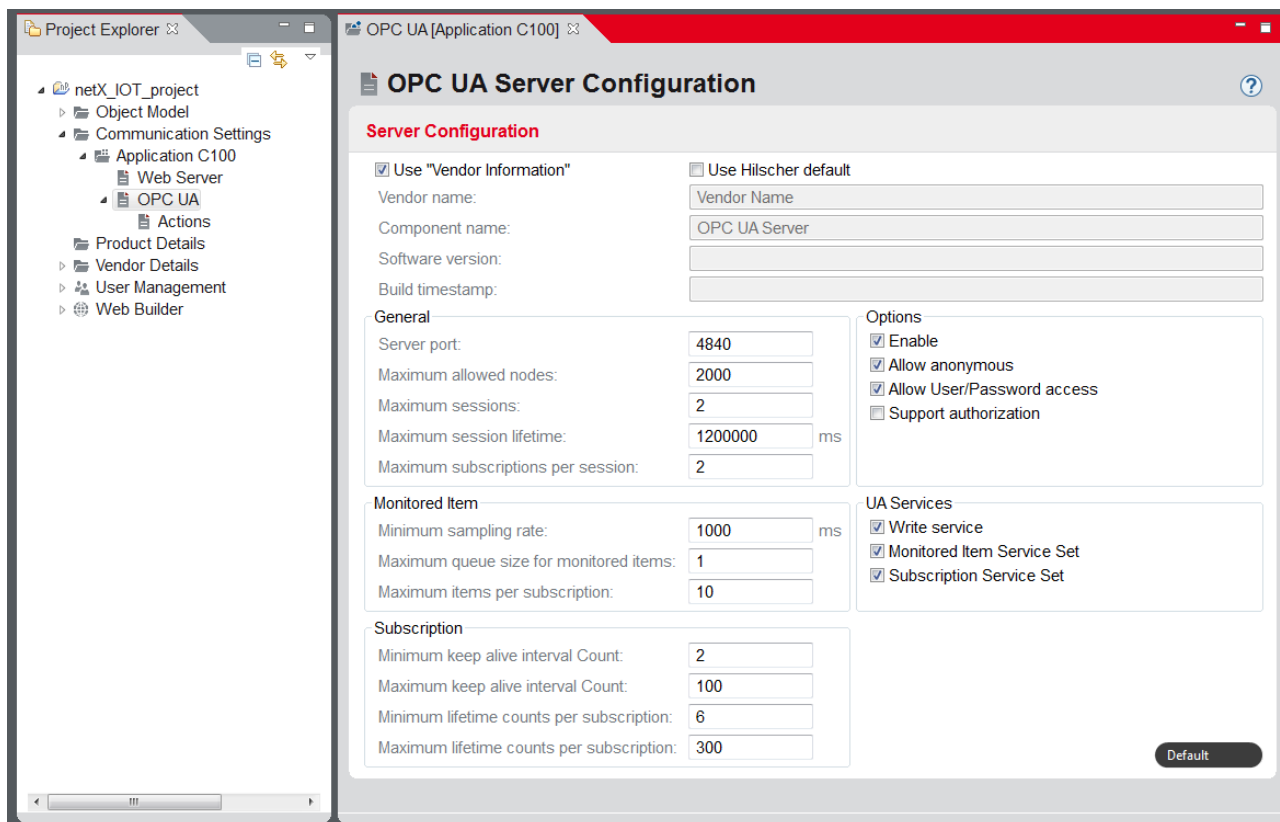 Project Explorer
netX_IOT_project
Object Model
Communication Settings
Application C100
Web Server
OPC UA
Actions
Product Details
Vendor Details
User Management
Web Builder
OPC UA [Application C100]
OPC UA Server Configuration
?
Server Configuration
Use "Vendor Information" Use Hilscher default
Vendor name: Vendor Name
Component name: OPC UA Server
Software version:
Build timestamp:
General
Server port: 4840
Maximum allowed nodes: 2000
Maximum sessions: 2
Maximum session lifetime: 1200000 ms
Maximum subscriptions per session: 2
Options
Enable
Allow anonymous
Allow User/Password access
Support authorization
Monitored Item
Minimum sampling rate: 1000 ms
Maximum queue size for monitored items: 1
Maximum items per subscription: 10
UA Services
Write service
Monitored Item Service Set
Subscription Service Set
Subscription
Minimum keep alive interval Count: 2
Maximum keep alive interval Count: 100
Minimum lifetime counts per subscription: 6
Maximum lifetime counts per subscription: 300
Default